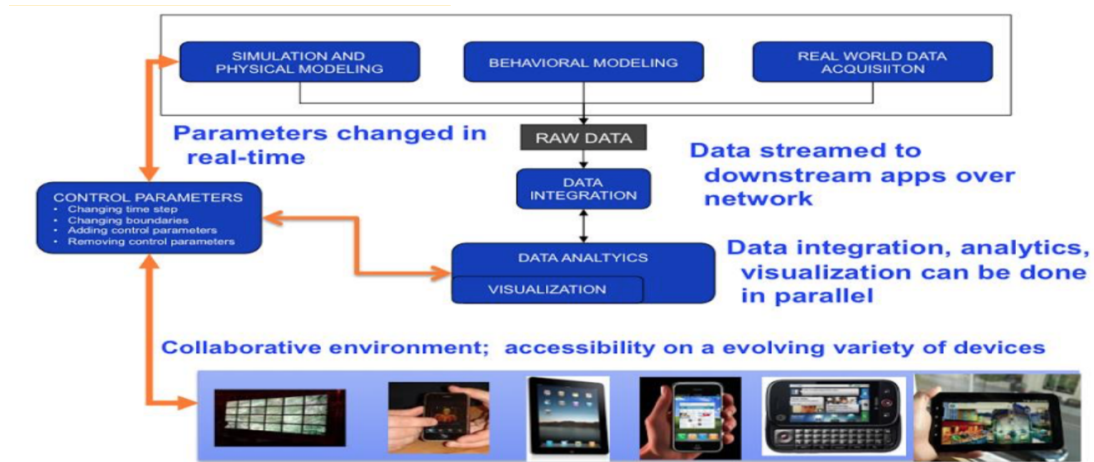 SIMULATION AND
PHYSICAL MODELING
BEHAVIORAL MODELING
REAL WORLD DATA
ACQUISIITON
Parameters changed in
real-time
RAW DATA
Data streamed to
downstream apps over
network
DATA
INTEGRATION
CONTROL PARAMETERS
• Changing time step
• Changing boundaries
• Adding control parameters
• Removing control parameters
DATA ANALTYICS
VISUALIZATION
Data integration, analytics,
visualization can be done
in parallel
Collaborative environment; accessibility on a evolving variety of devices